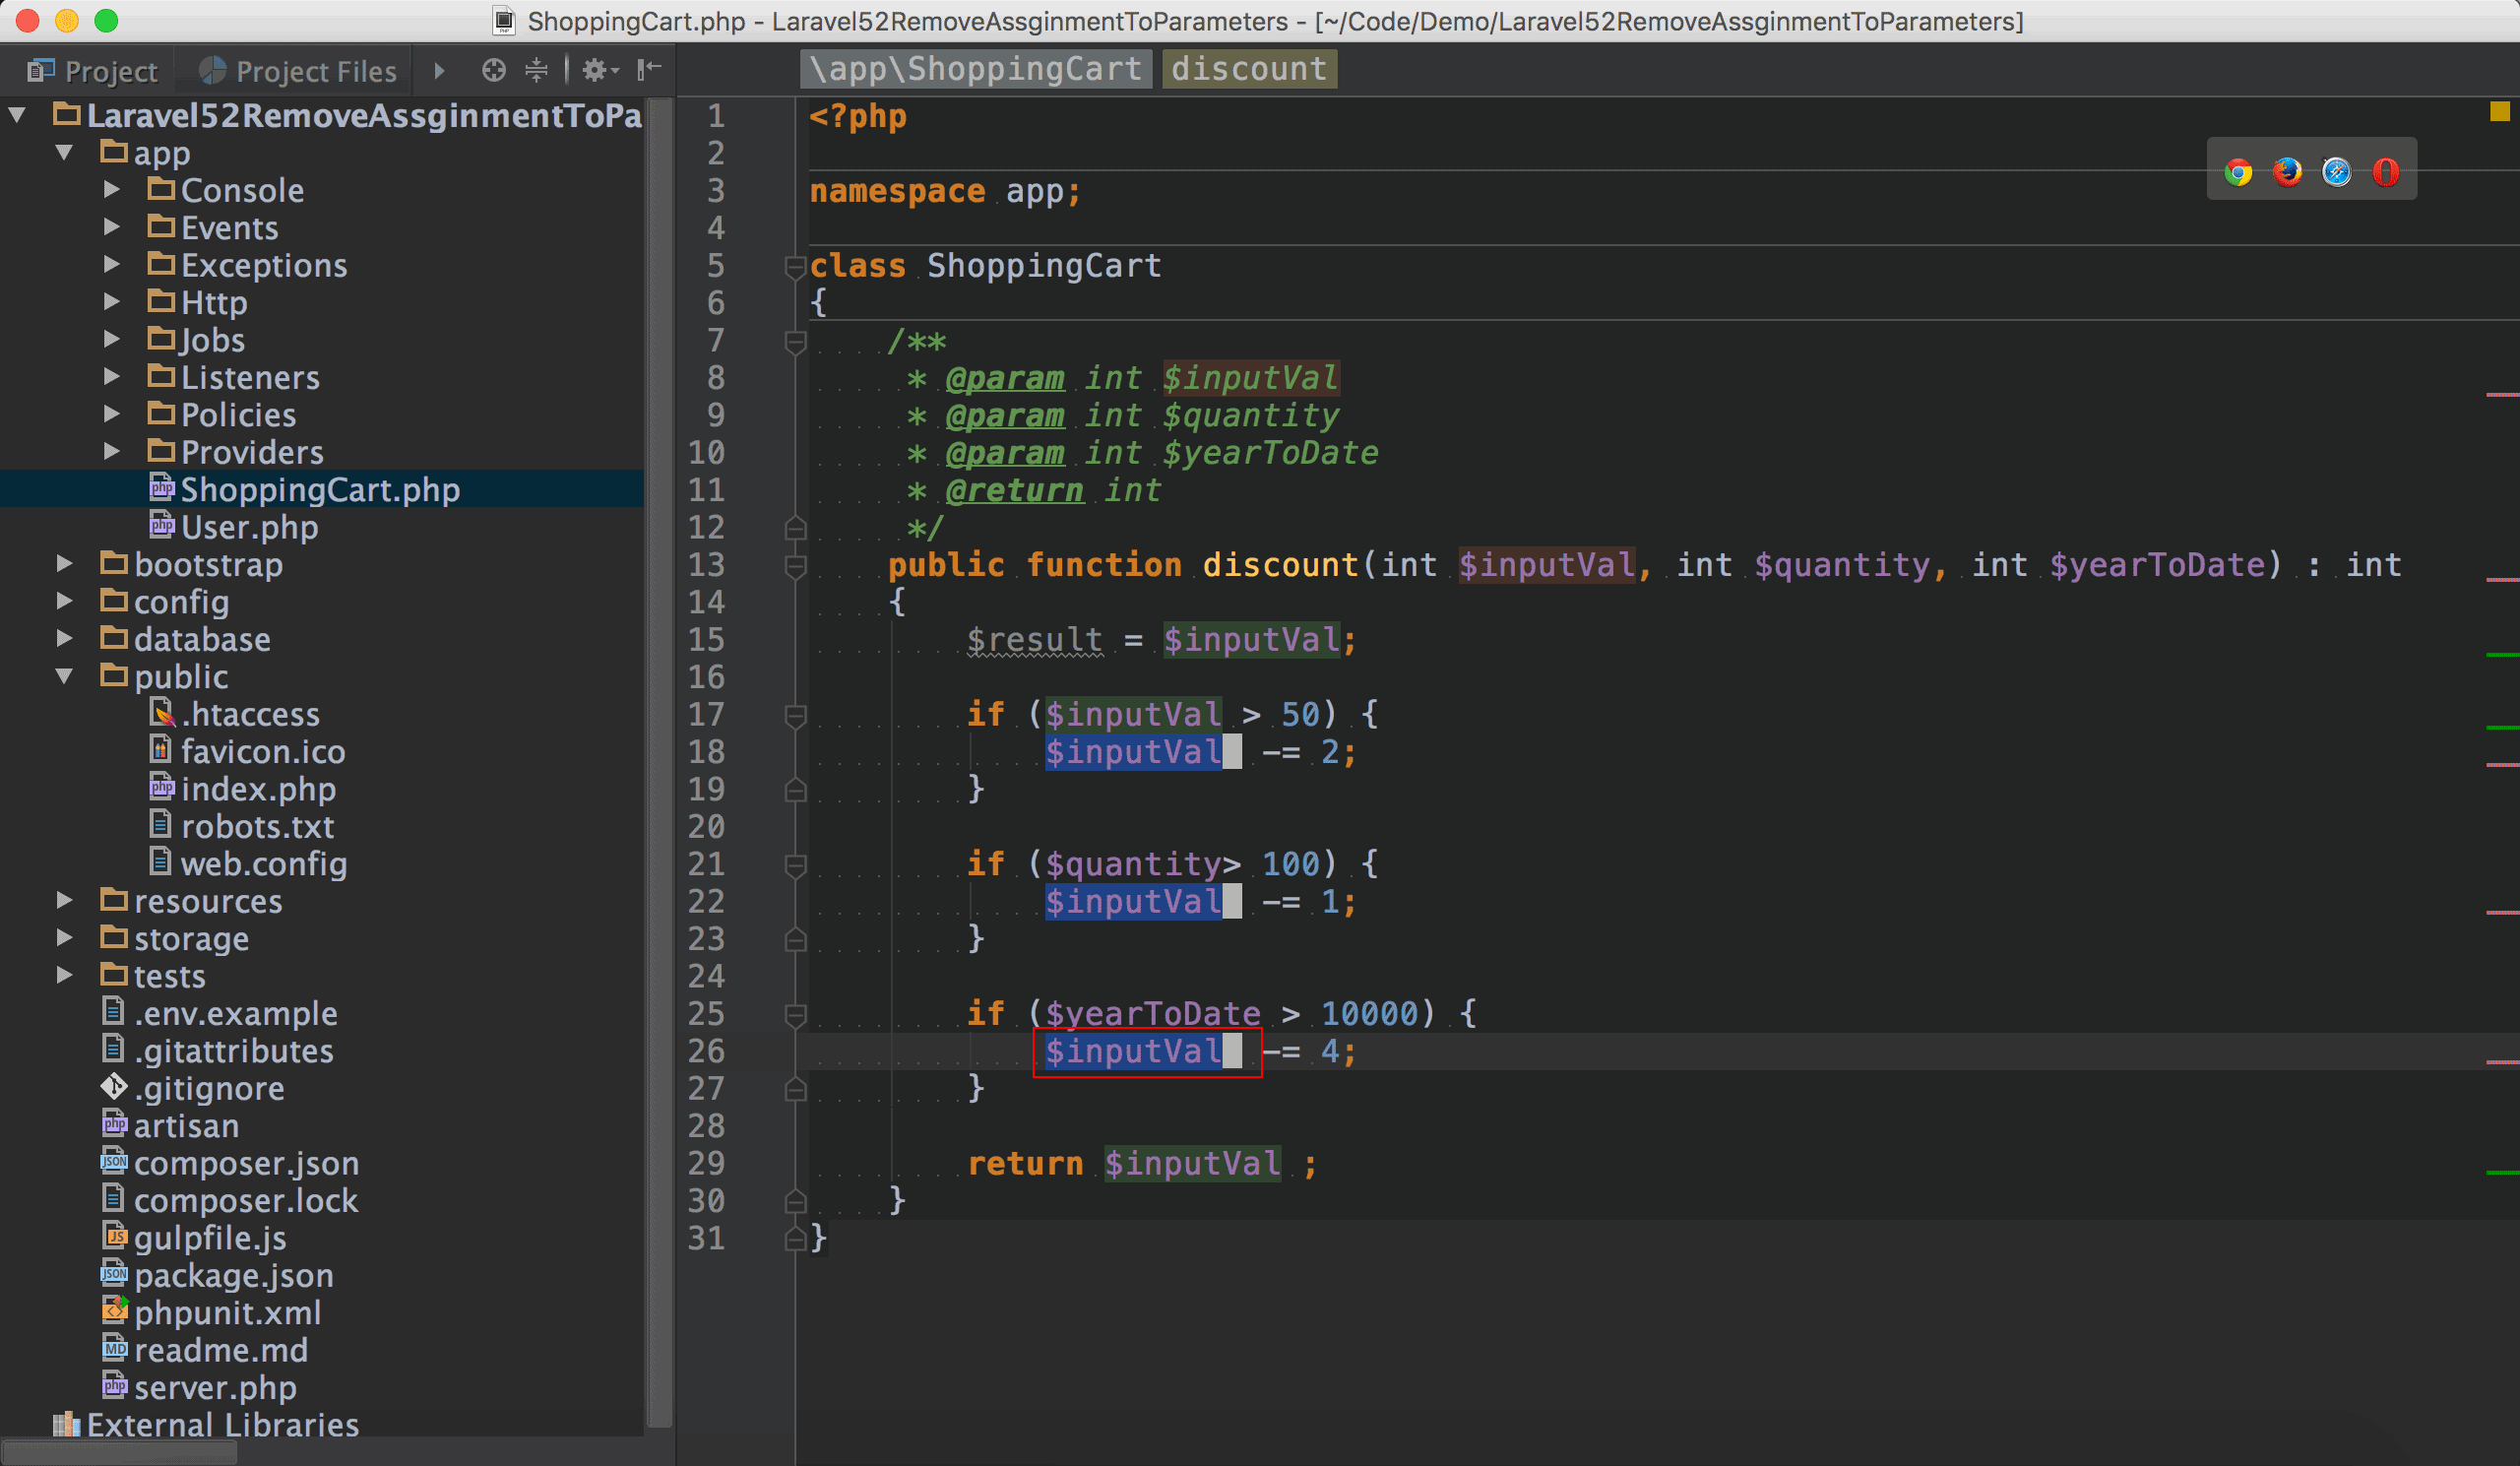 ShoppingCart.php - Laravel52RemoveAssginmentToParameters - [~/Code/Demo/Laravel52RemoveAssginmentToParameters]
Project
Project Files
\app\ShoppingCart
discount
Laravel52RemoveAssginmentToPa
app
Console
Events
Exceptions
Http
Jobs
Listeners
Policies
Providers
ShoppingCart.php
User.php
bootstrap
config
database
public
.htaccess
favicon.ico
index.php
robots.txt
web.config
resources
storage
tests
.env.example
.gitattributes
.gitignore
artisan
composer.json
composer.lock
gulpfile.js
package.json
phpunit.xml
readme.md
server.php
External Libraries
1 <?php
2
3 namespace app;
4
5 class ShoppingCart
6 {
7 /**
8 * @param int $inputVal
9 * @param int $quantity
10 * @param int $yearToDate
11 * @return int
12 */
13 public function discount(int $inputVal, int $quantity, int $yearToDate) : int
14 {
15 $result = $inputVal;
16
17 if ($inputVal > 50) {
18 $inputVal -= 2;
19 }
20
21 if ($quantity> 100) {
22 $inputVal -= 1;
23 }
24
25 if ($yearToDate > 10000) {
26 $inputVal -= 4;
27 }
28
29 return $inputVal ;
30 }
31 }